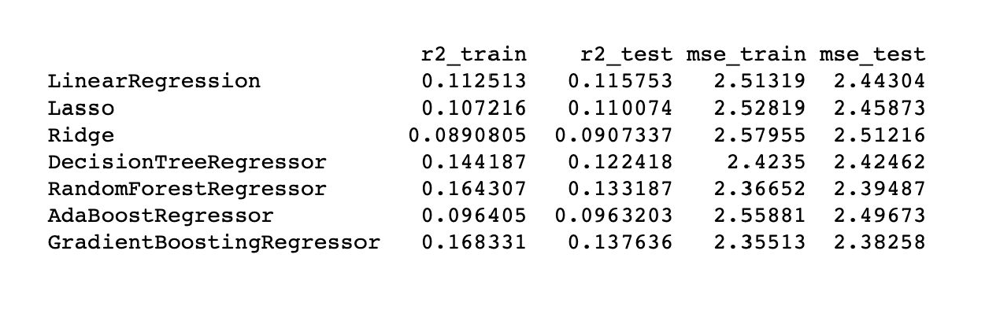 r2_train r2_test mse_train mse_test
LinearRegression 0.112513 0.115753 2.51319 2.44304
Lasso 0.107216 0.110074 2.52819 2.45873
Ridge 0.0890805 0.0907337 2.57955 2.51216
DecisionTreeRegressor 0.144187 0.122418 2.4235 2.42462
RandomForestRegressor 0.164307 0.133187 2.36652 2.39487
AdaBoostRegressor 0.096405 0.0963203 2.55881 2.49673
GradientBoostingRegressor 0.168331 0.137636 2.35513 2.38258